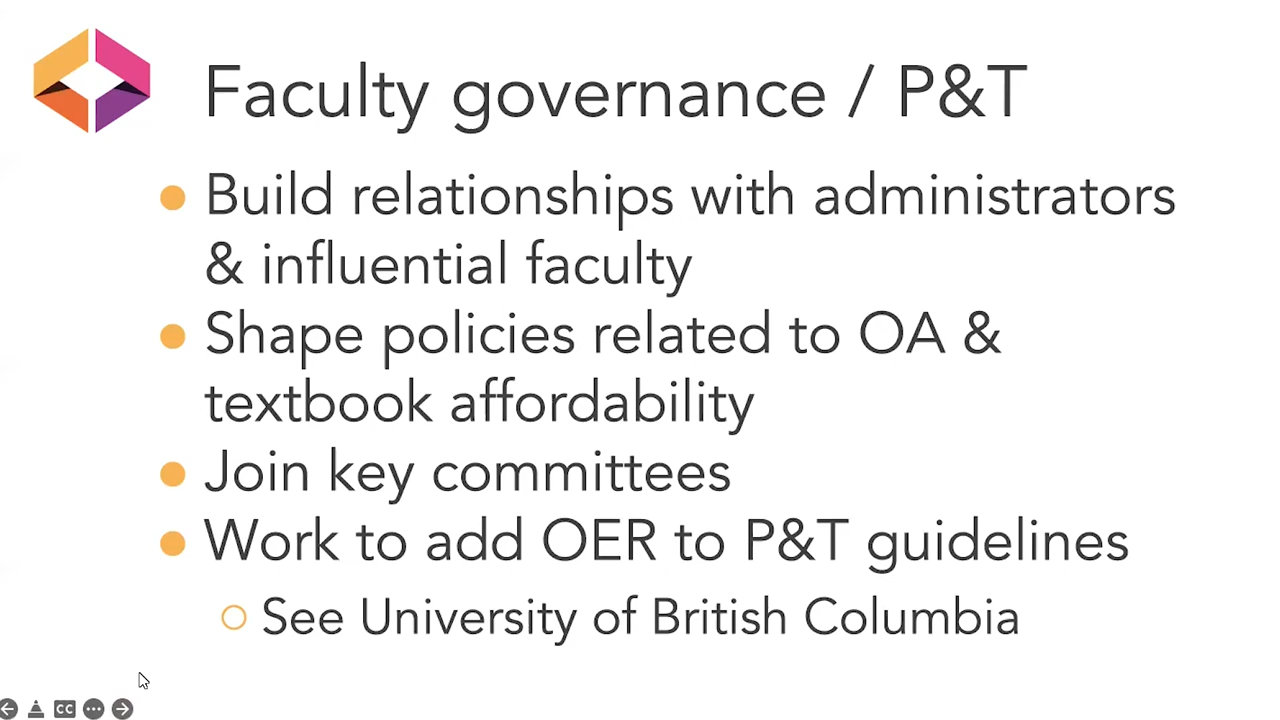 Faculty governance / P&T
Build relationships with administrators
& influential faculty
Shape policies related to OA &
textbook affordability
Join key committees
Work to add OER to P&T guidelines
See University of British Columbia
CC